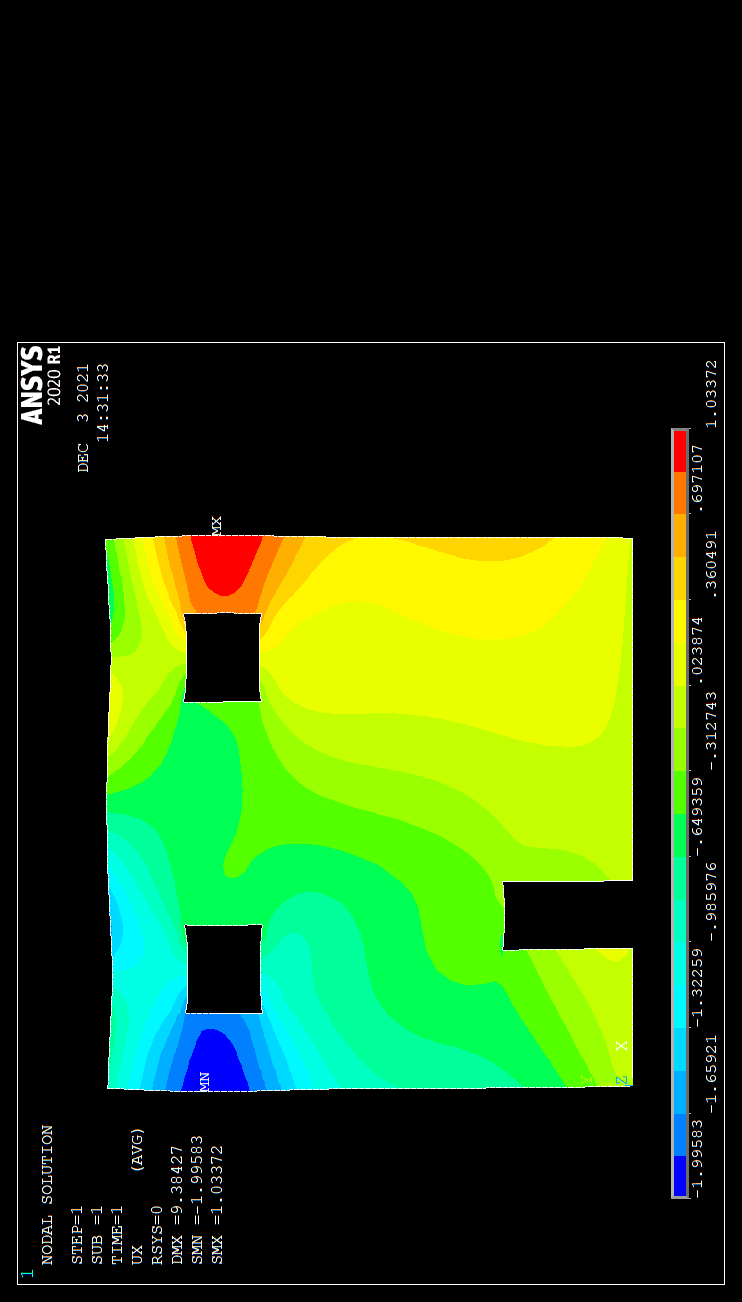 1
NODAL SOLUTION
STEP=1
SUB =1
TIME=1
UX (AVG)
RSYS=0
DMX =9.38427
SMN =-1.99583
SMX =1.03372
ANSYS
2020 R1
DEC 3 2021
14:31:33
MN
MX
Y
Z X
-1.99583
-1.65921
-1.32259
-.985976
-.649359
-.312743
.023874
.360491
.697107
1.03372